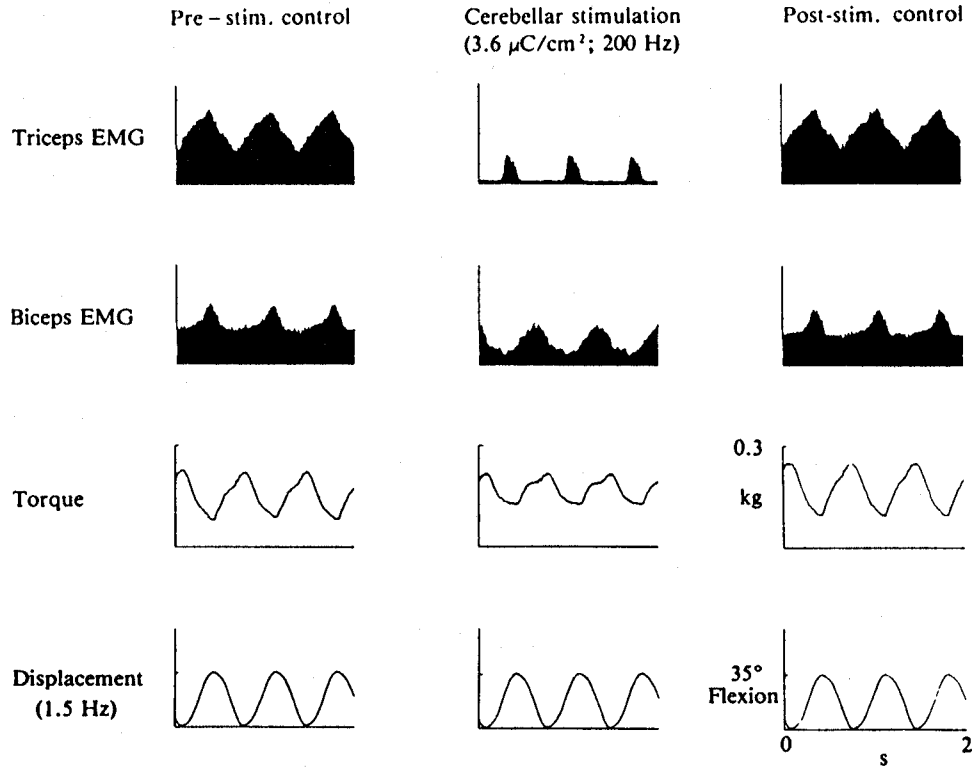 Pre – stim. control
Cerebellar stimulation
(3.6 μC/cm²; 200 Hz)
Post-stim. control
Triceps EMG
Biceps EMG
Torque
0.3
kg
Displacement
(1.5 Hz)
35°
Flexion
0
2
s